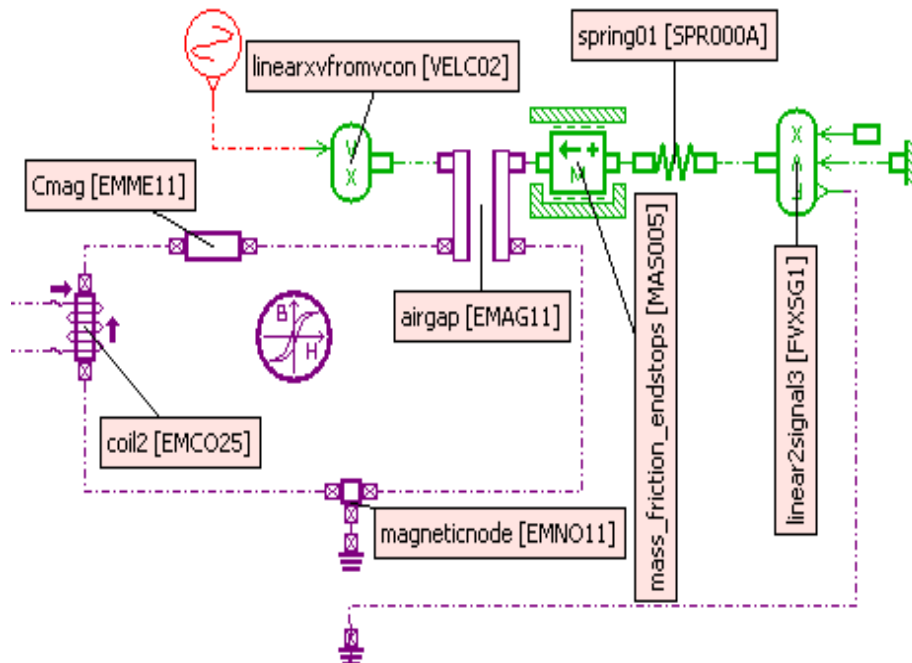 spring01 [SPR000A]
linearxvfromvcon [VELC02]
V
X
M
X
Cmag [EMME11]
airgap [EMAG11]
B
H
coil2 [EMCO25]
mass_friction_endstops [MAS005]
linear2signal3 [FVXSG1]
magneticnode [EMNO11]